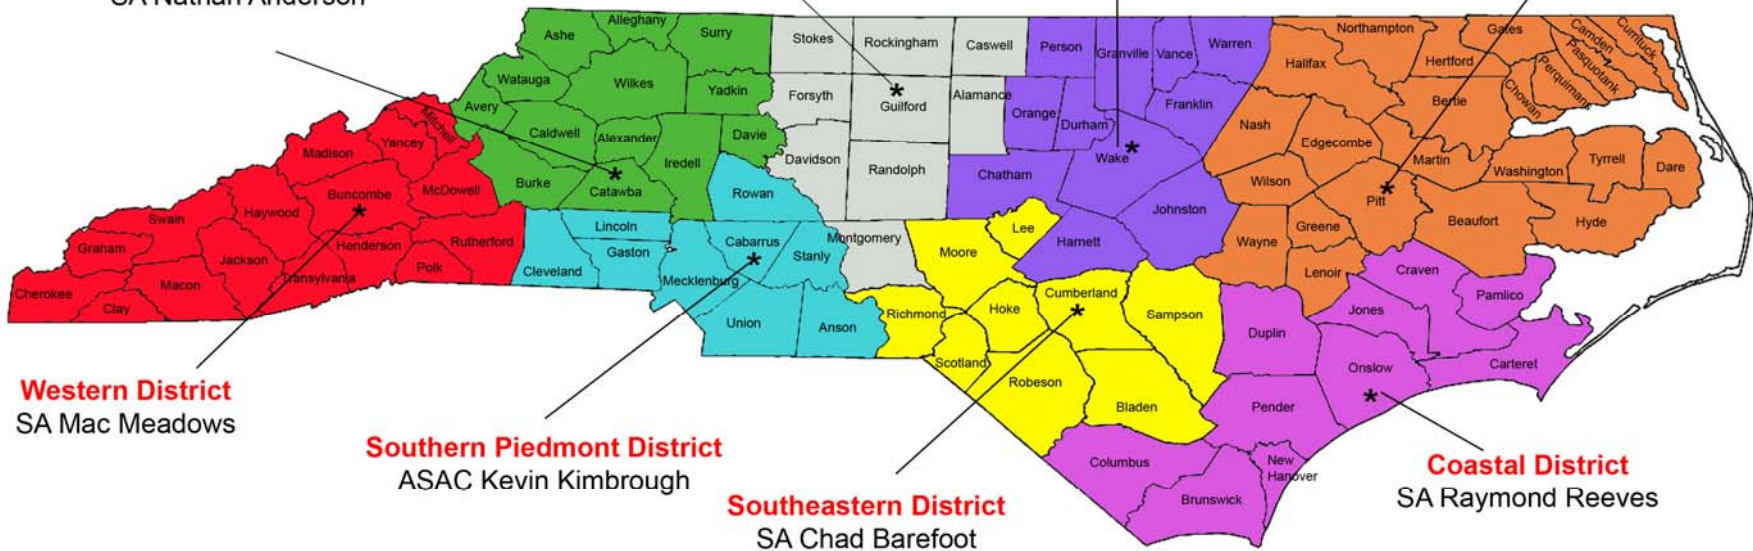 SA Nathan Anderson
Alleghany
Ashe
Surry
Stokes
Rockingham
Caswell
Person
Granville
Vance
Warren
Northampton
Gates
Camden
Currituck
Pasquotank
Perquimans
Chowan
Halifax
Hertford
Bertie
Watauga
Wilkes
Yadkin
Forsyth
Guilford
*
Alamance
Orange
Durham
Franklin
Nash
Edgecombe
Martin
Washington
Tyrrell
Dare
Avery
Mitchell
Caldwell
Alexander
Davie
Iredell
Davidson
Randolph
Chatham
Wake
*
Wilson
Madison
Yancey
McDowell
Burke
Catawba
*
Rowan
Johnston
Pitt
*
Beaufort
Hyde
Swain
Haywood
Buncombe
*
Rutherford
Lincoln
Cabarrus
*
Stanly
Montgomery
Moore
Lee
Harnett
Wayne
Greene
Lenoir
Craven
Pamlico
Graham
Jackson
Henderson
Transylvania
Polk
Cleveland
Gaston
Mecklenburg
Cherokee
Macon
Clay
Union
Anson
Richmond
Hoke
Cumberland
*
Sampson
Duplin
Jones
Carteret
Onslow
*
Scotland
Robeson
Bladen
Pender
Columbus
New
Hanover
Brunswick
Western District
SA Mac Meadows
Southern Piedmont District
ASAC Kevin Kimbrough
Southeastern District
SA Chad Barefoot
Coastal District
SA Raymond Reeves